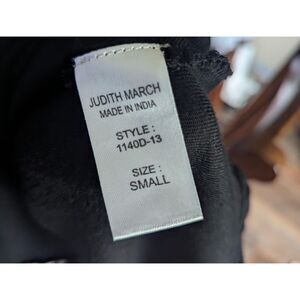 JUDITH MARCH
MADE IN INDIA
STYLE :
1140D-13
SIZE :
SMALL